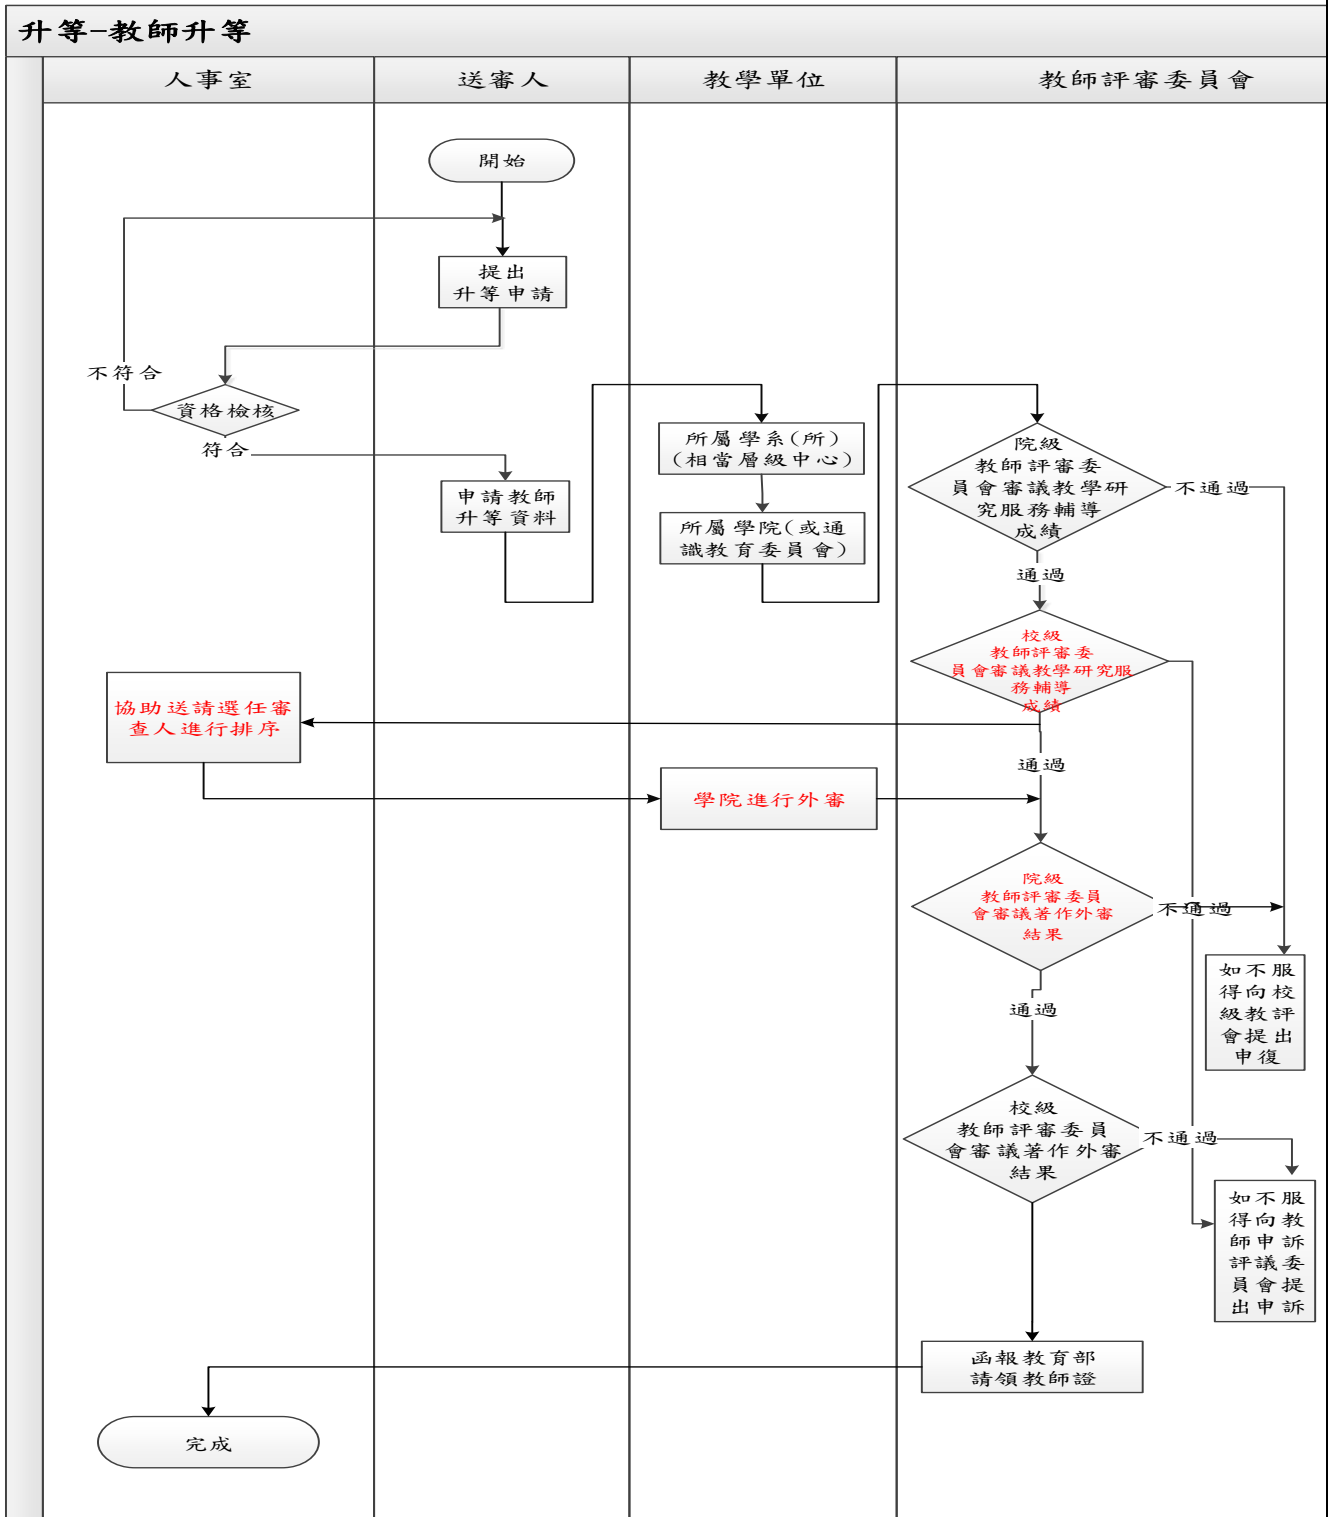 升等-教師升等
人事室
送審人
教學單位
教師評審委員會
開始
提出
升等申請
不符合
資格檢核
符合
申請教師
升等資料
所屬學系(所)
(相當層級中心)
所屬學院(或通
識教育委員會)
院級
教師評審委
員會審議教學研
究服務輔導
成績
不通過
通過
校級
教師評審委
員會審議教學研究服
務輔導
成績
協助送請選任審
查人進行排序
通過
學院進行外審
院級
教師評審委員
會審議著作外審
結果
不通過
如不服
得向校
級教評
會提出
申復
通過
校級
教師評審委員
會審議著作外審
結果
不通過
如不服
得向教
師申訴
評議委
員會提
出申訴
函報教育部
請領教師證
完成